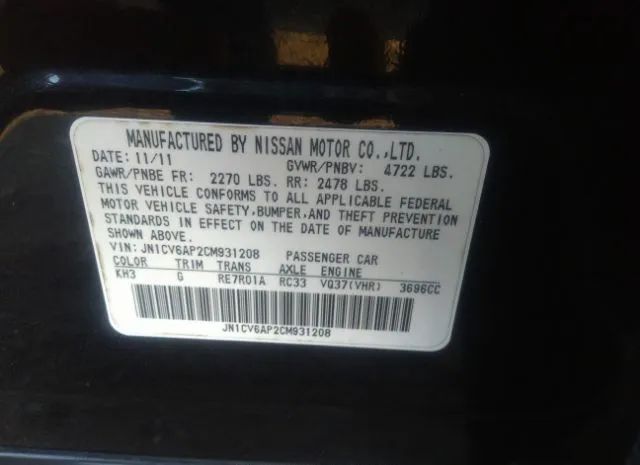 MANUFACTURED BY NISSAN MOTOR CO.,LTD.
DATE: 11/11 GVWR/PNBV: 4722 LBS.
GAWR/PNBE FR: 2270 LBS. RR: 2478 LBS.
THIS VEHICLE CONFORMS TO ALL APPLICABLE FEDERAL
MOTOR VEHICLE SAFETY,BUMPER,AND THEFT PREVENTION
STANDARDS IN EFFECT ON THE DATE OF MANUFACTURE
SHOWN ABOVE.
VIN: JN1CV6AP2CM931208 PASSENGER CAR
COLOR TRIM TRANS AXLE ENGINE
KH3 G RE7R01A RC33 VQ37(VHR) 3696CC
JN1CV6AP2CM931208